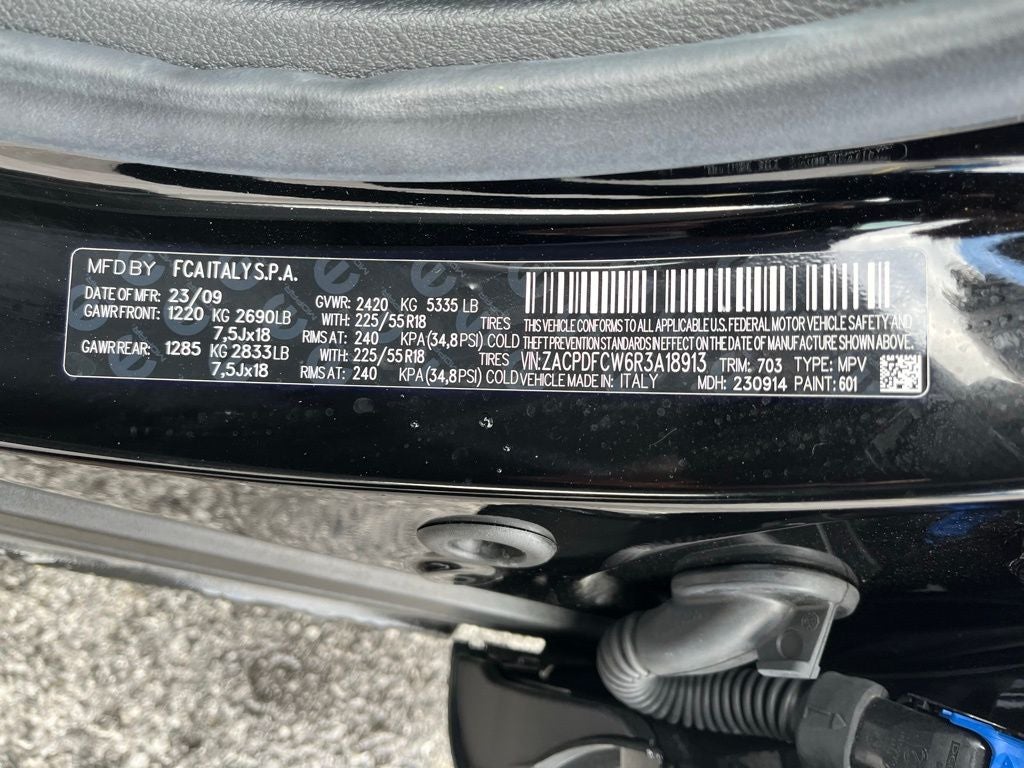 MFD BY FCA ITALY S.P.A.
DATE OF MFR: 23/09 GVWR: 2420 KG 5335 LB
GAWR FRONT: 1220 KG 2690LB WITH: 225/55R18 TIRES
7,5Jx18 RIMS AT: 240 KPA (34,8PSI) COLD
GAWR REAR: 1285 KG 2833LB WITH: 225/55R18 TIRES
7,5Jx18 RIMS AT: 240 KPA (34,8PSI) COLD
THIS VEHICLE CONFORMS TO ALL APPLICABLE U.S. FEDERAL MOTOR VEHICLE SAFETY AND
THEFT PREVENTION STANDARDS IN EFFECT ON THE DATE OF MANUFACTURE SHOWN ABOVE.
VIN: ZACPDFCW6R3A18913 TRIM: 703 TYPE: MPV
VEHICLE MADE IN: ITALY MDH: 230914 PAINT: 601